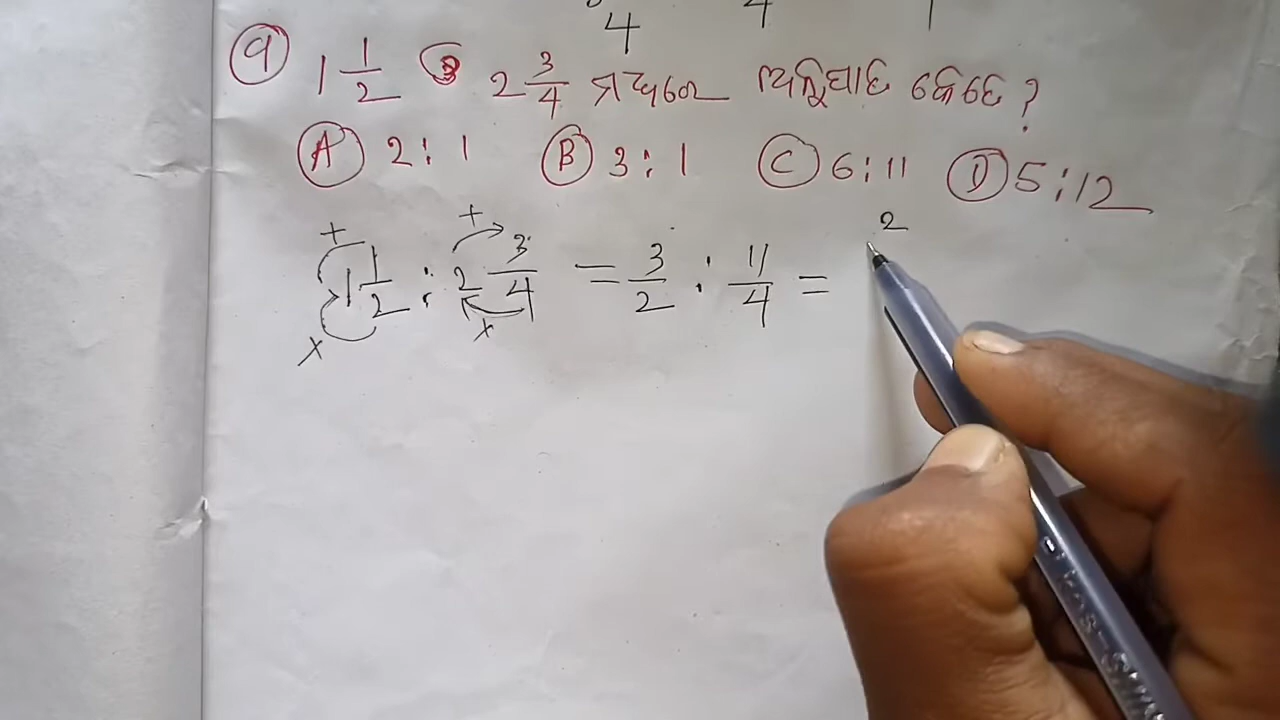 4 4 1
9 1 1/2 ଓ 2 3/4 ମଧ୍ୟରେ କେତେ ?
A 2 : 1 B 3 : 1 C 6 : 11 D 5 : 12
1 1/2 : 2 3/4 = 3/2 : 11/4 = 2
+ + x x